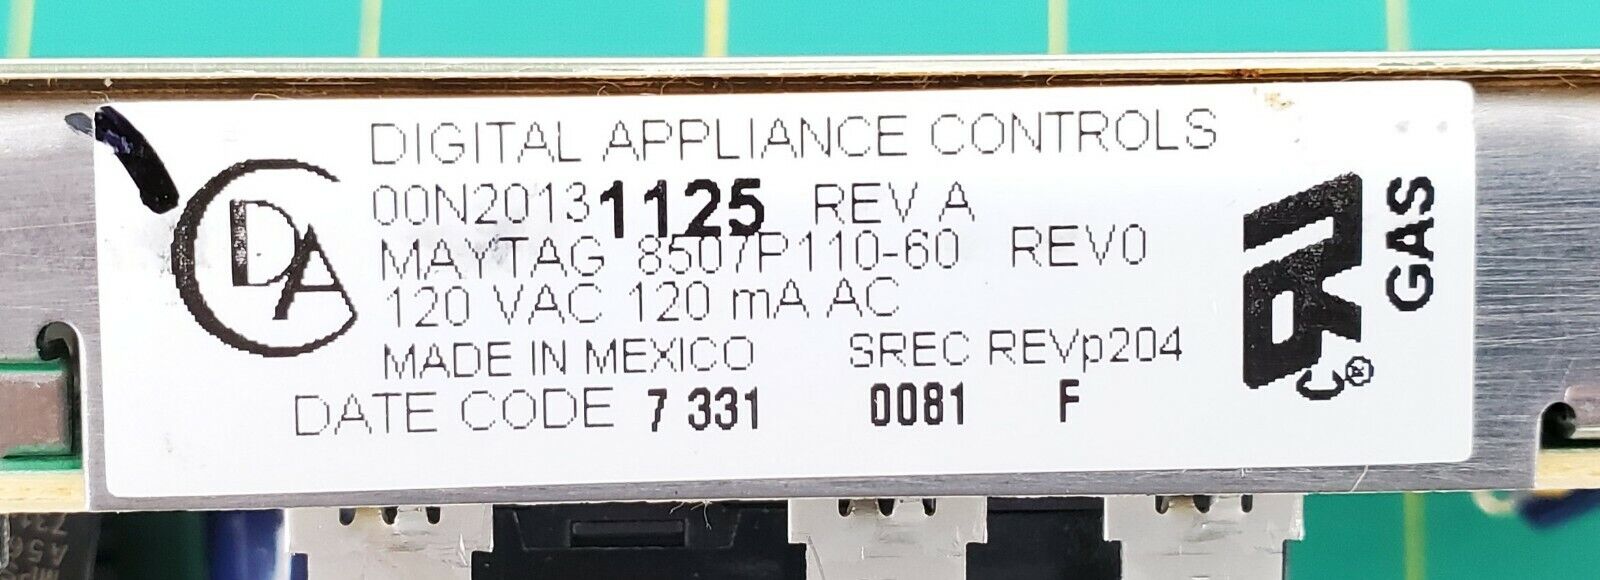 DIGITAL APPLIANCE CONTROLS
00N20131125 REV A
MAYTAG 8507P110-60 REV0
120 VAC 120 mA AC
MADE IN MEXICO SREC REVp204
DATE CODE 7 331 0081 F
DA
GAS
C